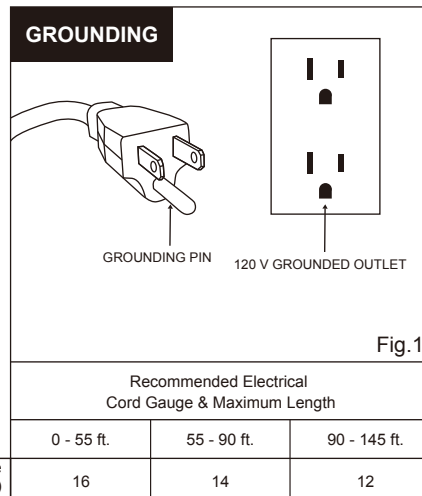 GROUNDING
GROUNDING PIN
120 V GROUNDED OUTLET
Fig.1
Recommended Electrical
Cord Gauge & Maximum Length
0 - 55 ft.
55 - 90 ft.
90 - 145 ft.
16
14
12